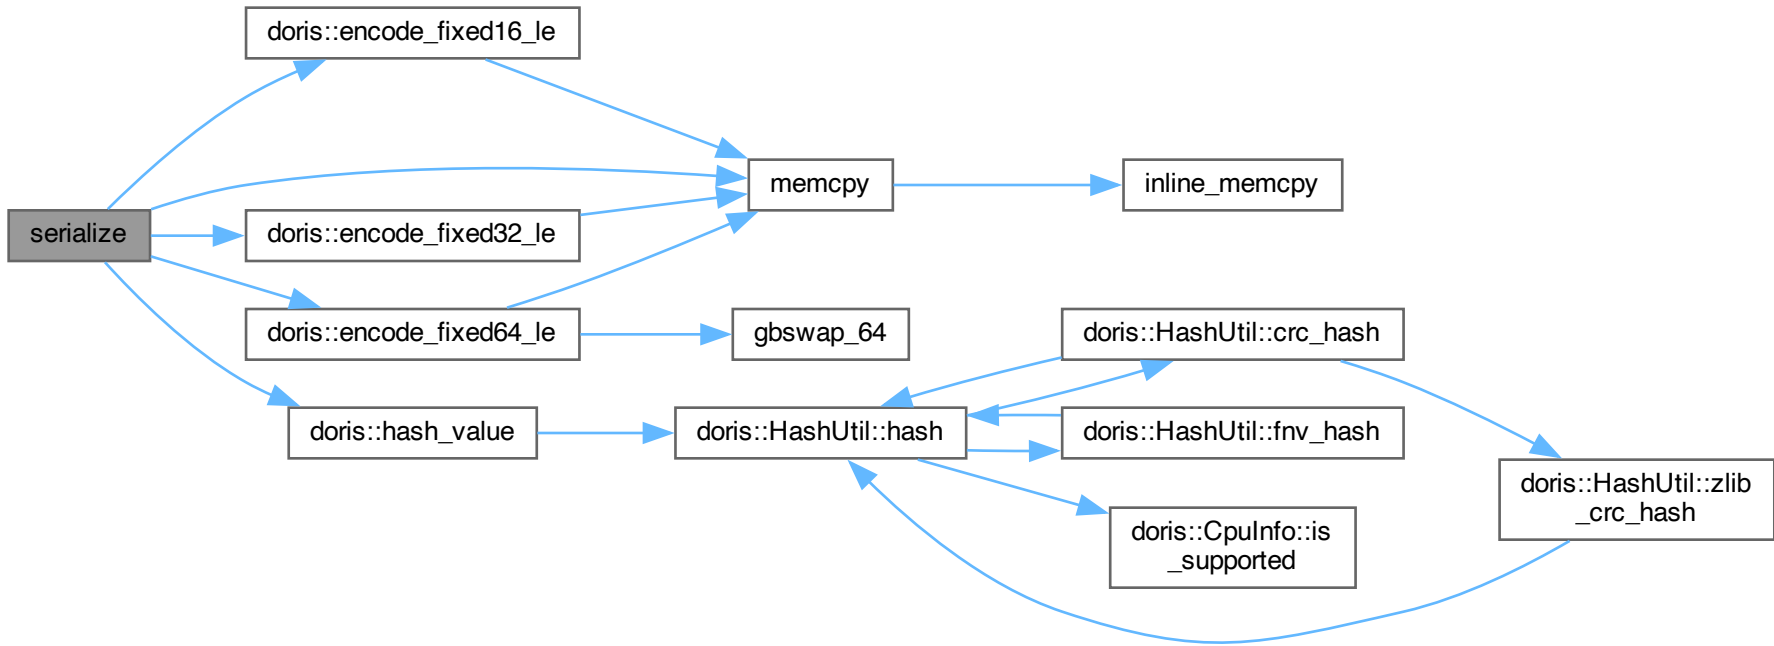 doris::encode_fixed16_le
memcpy
inline_memcpy
serialize
doris::encode_fixed32_le
doris::encode_fixed64_le
gbswap_64
doris::HashUtil::crc_hash
doris::hash_value
doris::HashUtil::hash
doris::HashUtil::fnv_hash
doris::HashUtil::zlib
_crc_hash
doris::CpuInfo::is
_supported